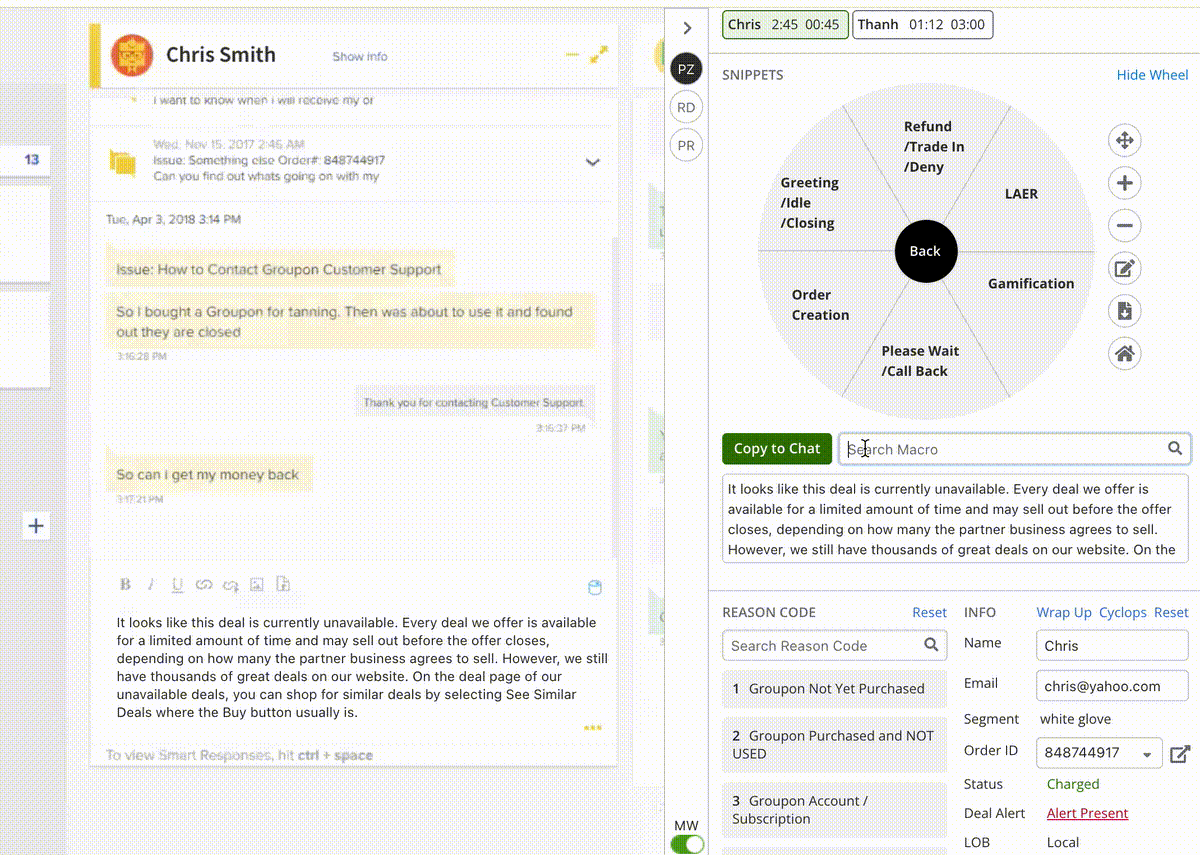 Chris Smith
Show info
I want to know when I will receive my or
Wed, Nov 15, 2017 2:46 AM
Issue: Something else Order#: 848744917
Can you find out whats going on with my
13
Tue, Apr 3, 2018 3:14 PM
Issue: How to Contact Groupon Customer Support
So I bought a Groupon for tanning. Then was about to use it and found
out they are closed
3:16:28 PM
Thank you for contacting Customer Support.
3:16:37 PM
So can i get my money back
3:17:21 PM
B I U
It looks like this deal is currently unavailable. Every deal we offer is available
for a limited amount of time and may sell out before the offer closes,
depending on how many the partner business agrees to sell. However, we still
have thousands of great deals on our website. On the deal page of our
unavailable deals, you can shop for similar deals by selecting See Similar
Deals where the Buy button usually is.
To view Smart Responses, hit ctrl + space
PZ
RD
PR
MW
Chris 2:45 00:45
Thanh 01:12 03:00
SNIPPETS
Hide Wheel
Refund
/Trade In
/Deny
LAER
Gamification
Please Wait
/Call Back
Order
Creation
Greeting
/Idle
/Closing
Back
Copy to Chat
Search Macro
It looks like this deal is currently unavailable. Every deal we offer is
available for a limited amount of time and may sell out before the offer
closes, depending on how many the partner business agrees to sell.
However, we still have thousands of great deals on our website. On the
REASON CODE
Reset
Search Reason Code
1 Groupon Not Yet Purchased
2 Groupon Purchased and NOT
USED
3 Groupon Account /
Subscription
INFO
Wrap Up Cyclops Reset
Name Chris
Email chris@yahoo.com
Segment white glove
Order ID 848744917
Status Charged
Deal Alert Alert Present
LOB Local